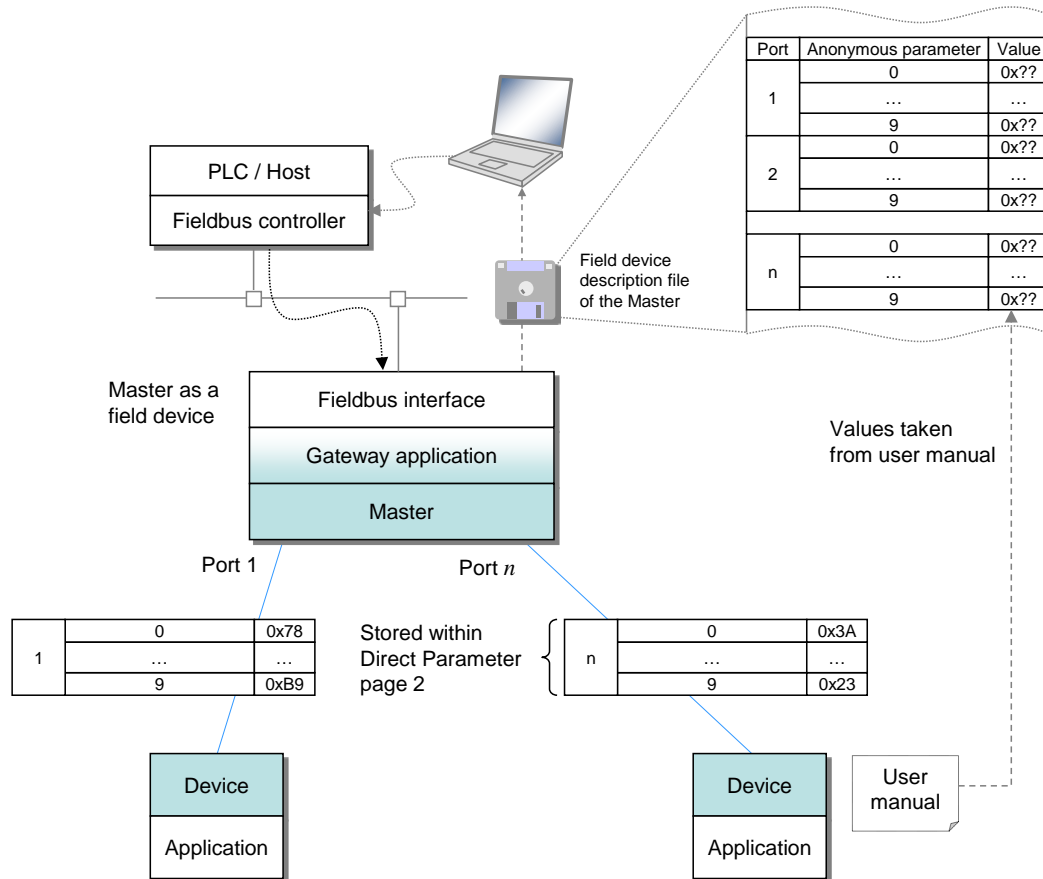 Port Anonymous parameter Value
1
0 0x??
… …
9 0x??
2
0 0x??
… …
9 0x??
n
0 0x??
… …
9 0x??
PLC / Host
Fieldbus controller
Field device
description file
of the Master
Master as a
field device
Fieldbus interface
Gateway application
Master
Values taken
from user manual
Port 1
Port n
1
0 0x78
… …
9 0xB9
Stored within
Direct Parameter
page 2
n
0 0x3A
… …
9 0x23
Device
Application
Device
Application
User
manual